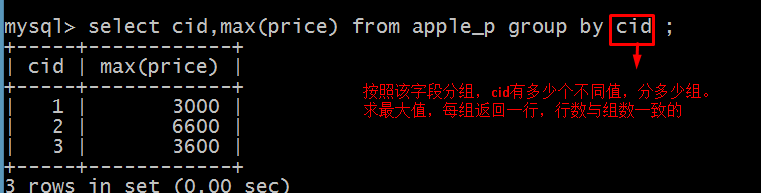 mysql> select cid,max(price) from apple_p group by cid ;
+-----+------------+
| cid | max(price) |
+-----+------------+
| 1 | 3000 |
| 2 | 6600 |
| 3 | 3600 |
+-----+------------+
3 rows in set (0.00 sec)
按照该字段分组，cid有多少个不同值，分多少组。
求最大值，每组返回一行，行数与组数一致的